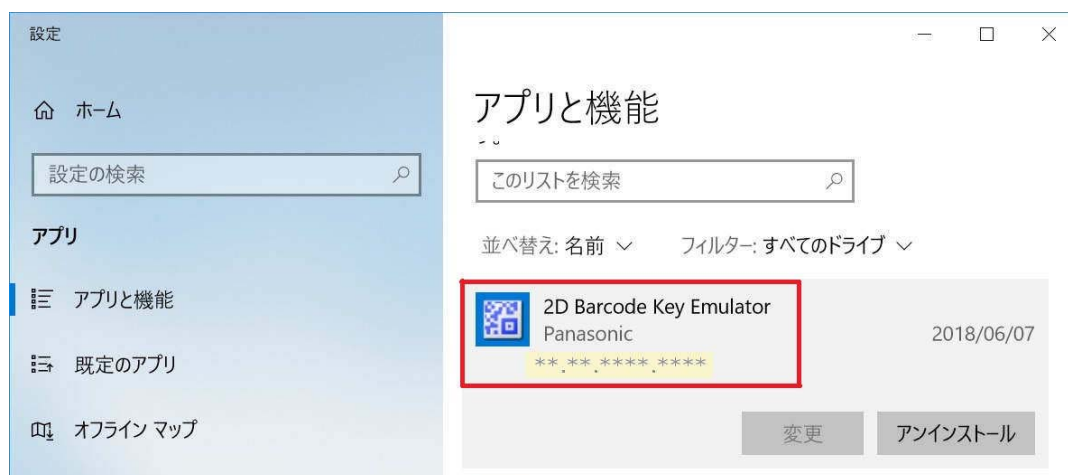 設定
ホーム
設定の検索
アプリ
アプリと機能
既定のアプリ
オフライン マップ
アプリと機能
このリストを検索
並べ替え: 名前 フィルター: すべてのドライブ
2D Barcode Key Emulator
Panasonic 2018/06/07
**.**.****.****
変更 アンインストール